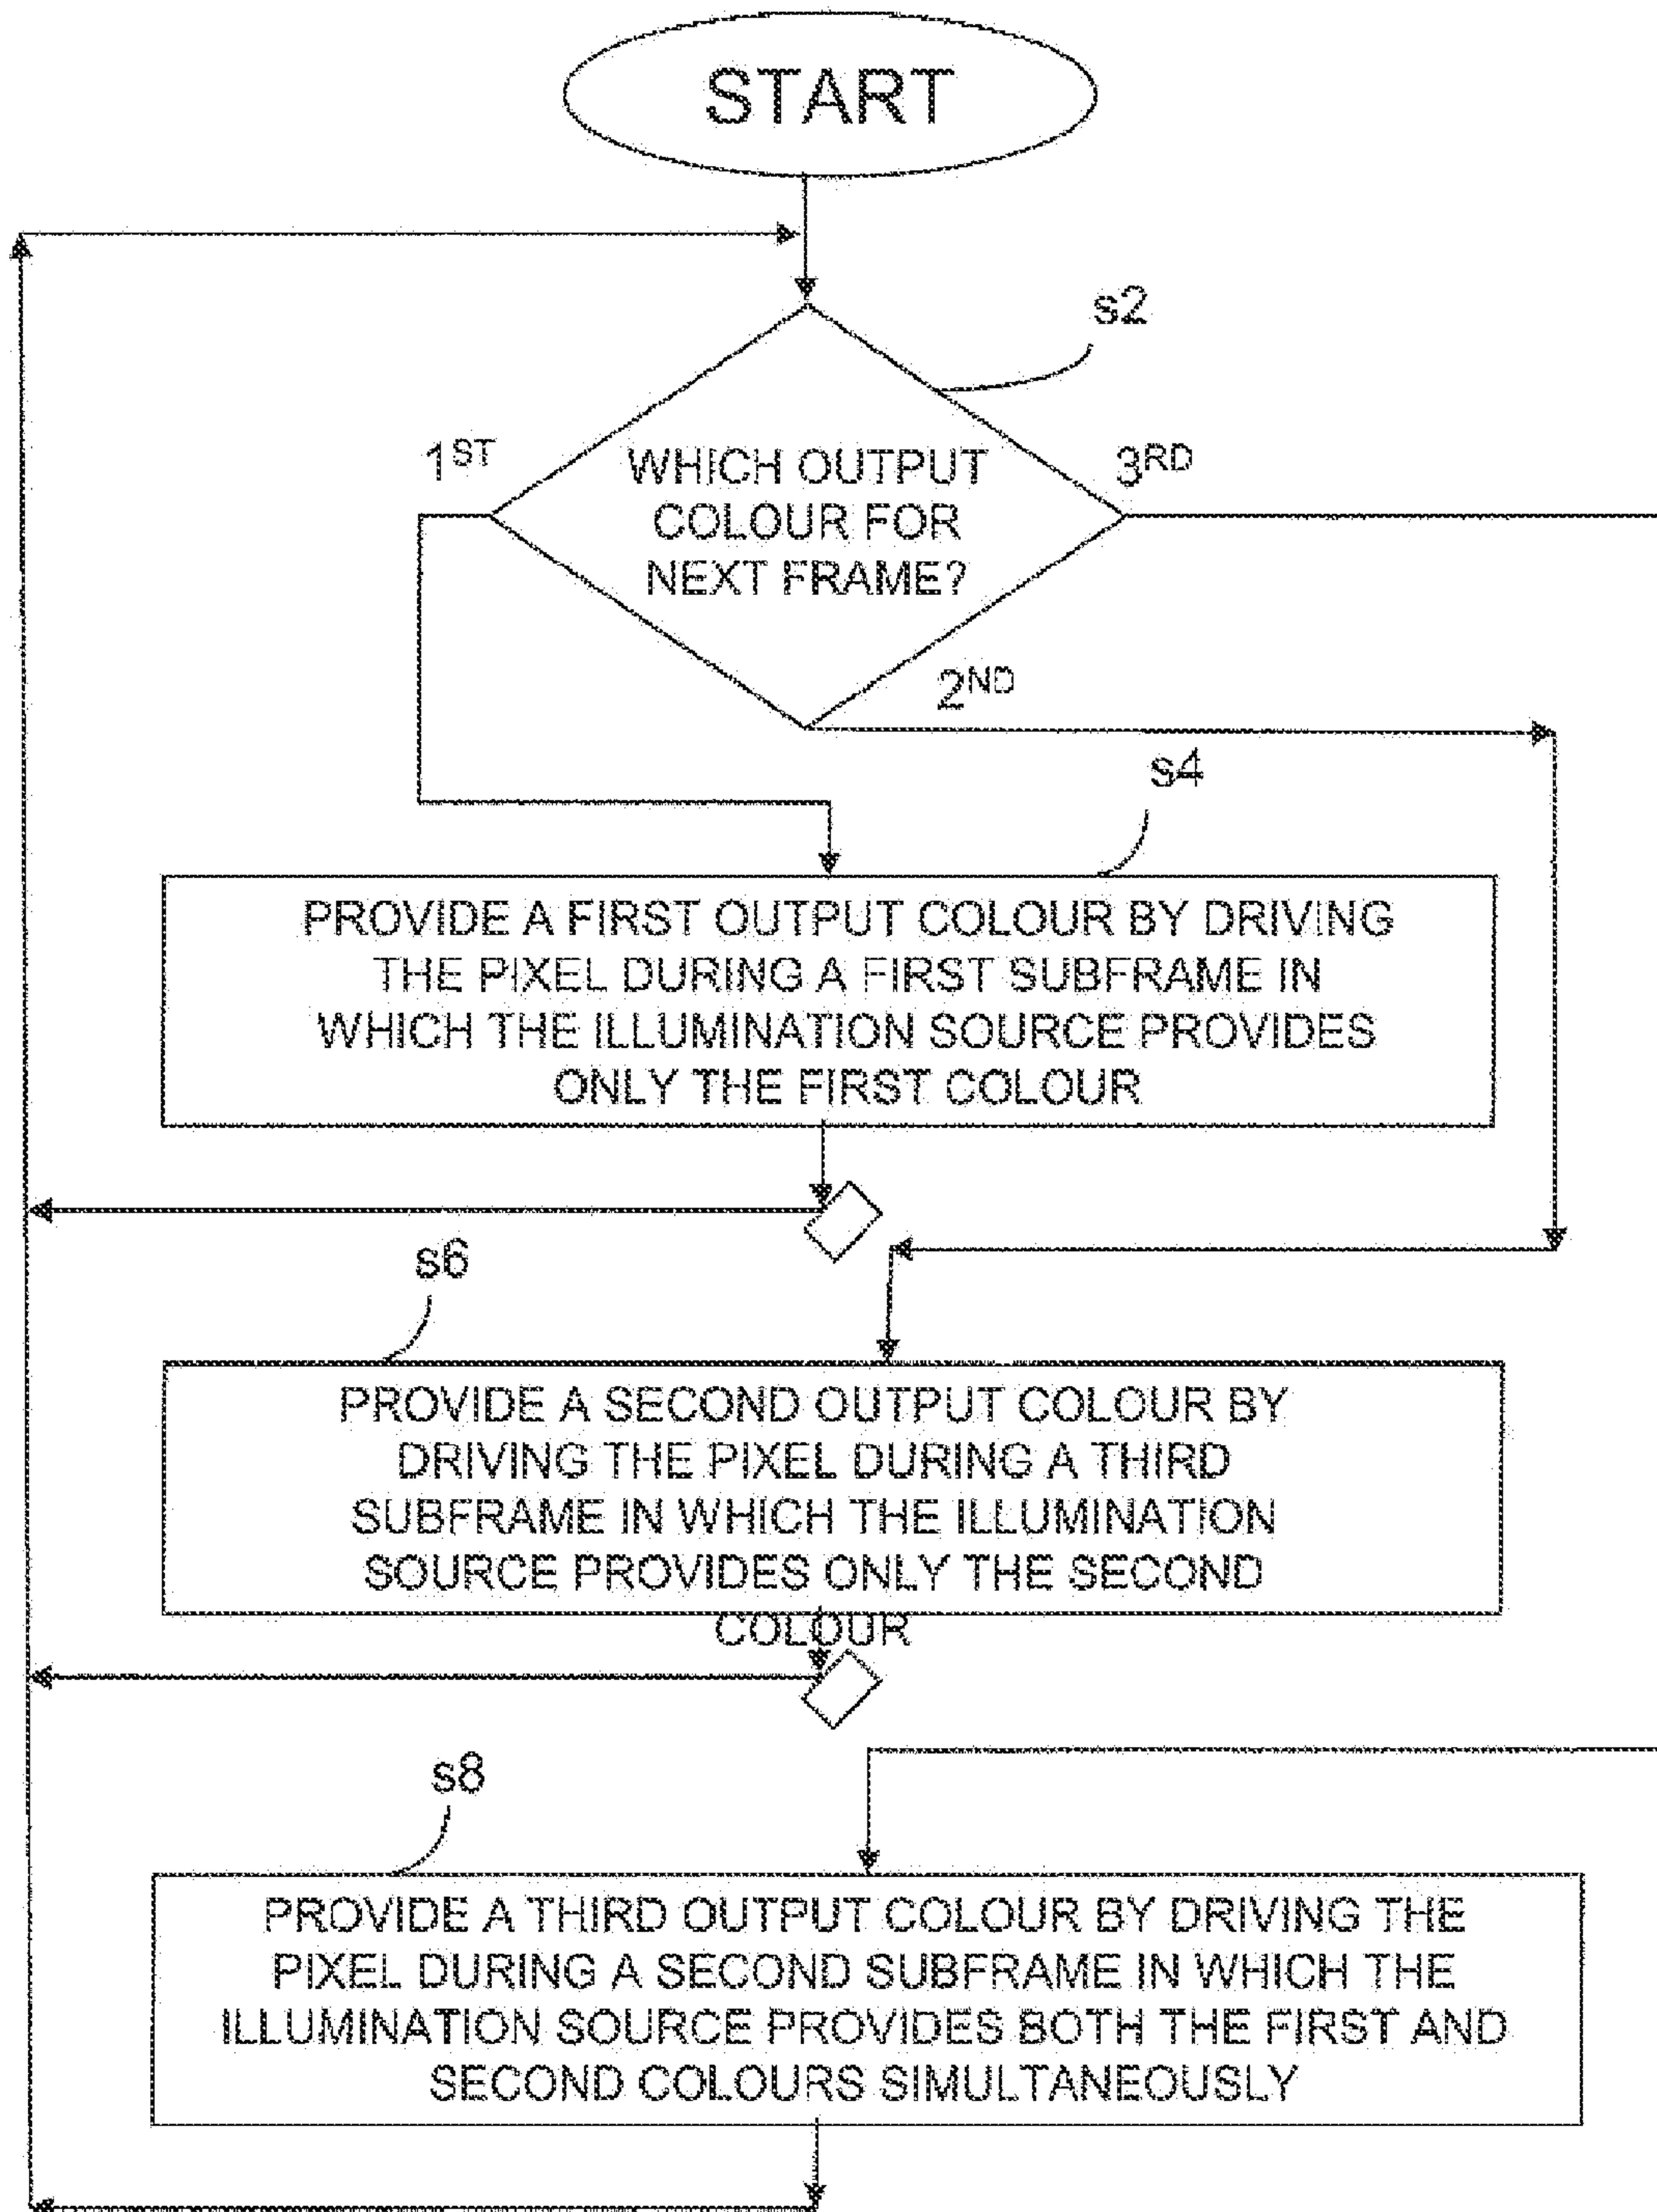 START
s2
1ST
WHICH OUTPUT
COLOUR FOR
NEXT FRAME?
3RD
2ND
s4
PROVIDE A FIRST OUTPUT COLOUR BY DRIVING
THE PIXEL DURING A FIRST SUBFRAME IN
WHICH THE ILLUMINATION SOURCE PROVIDES
ONLY THE FIRST COLOUR
s6
PROVIDE A SECOND OUTPUT COLOUR BY
DRIVING THE PIXEL DURING A THIRD
SUBFRAME IN WHICH THE ILLUMINATION
SOURCE PROVIDES ONLY THE SECOND
COLOUR
s8
PROVIDE A THIRD OUTPUT COLOUR BY DRIVING THE
PIXEL DURING A SECOND SUBFRAME IN WHICH THE
ILLUMINATION SOURCE PROVIDES BOTH THE FIRST AND
SECOND COLOURS SIMULTANEOUSLY